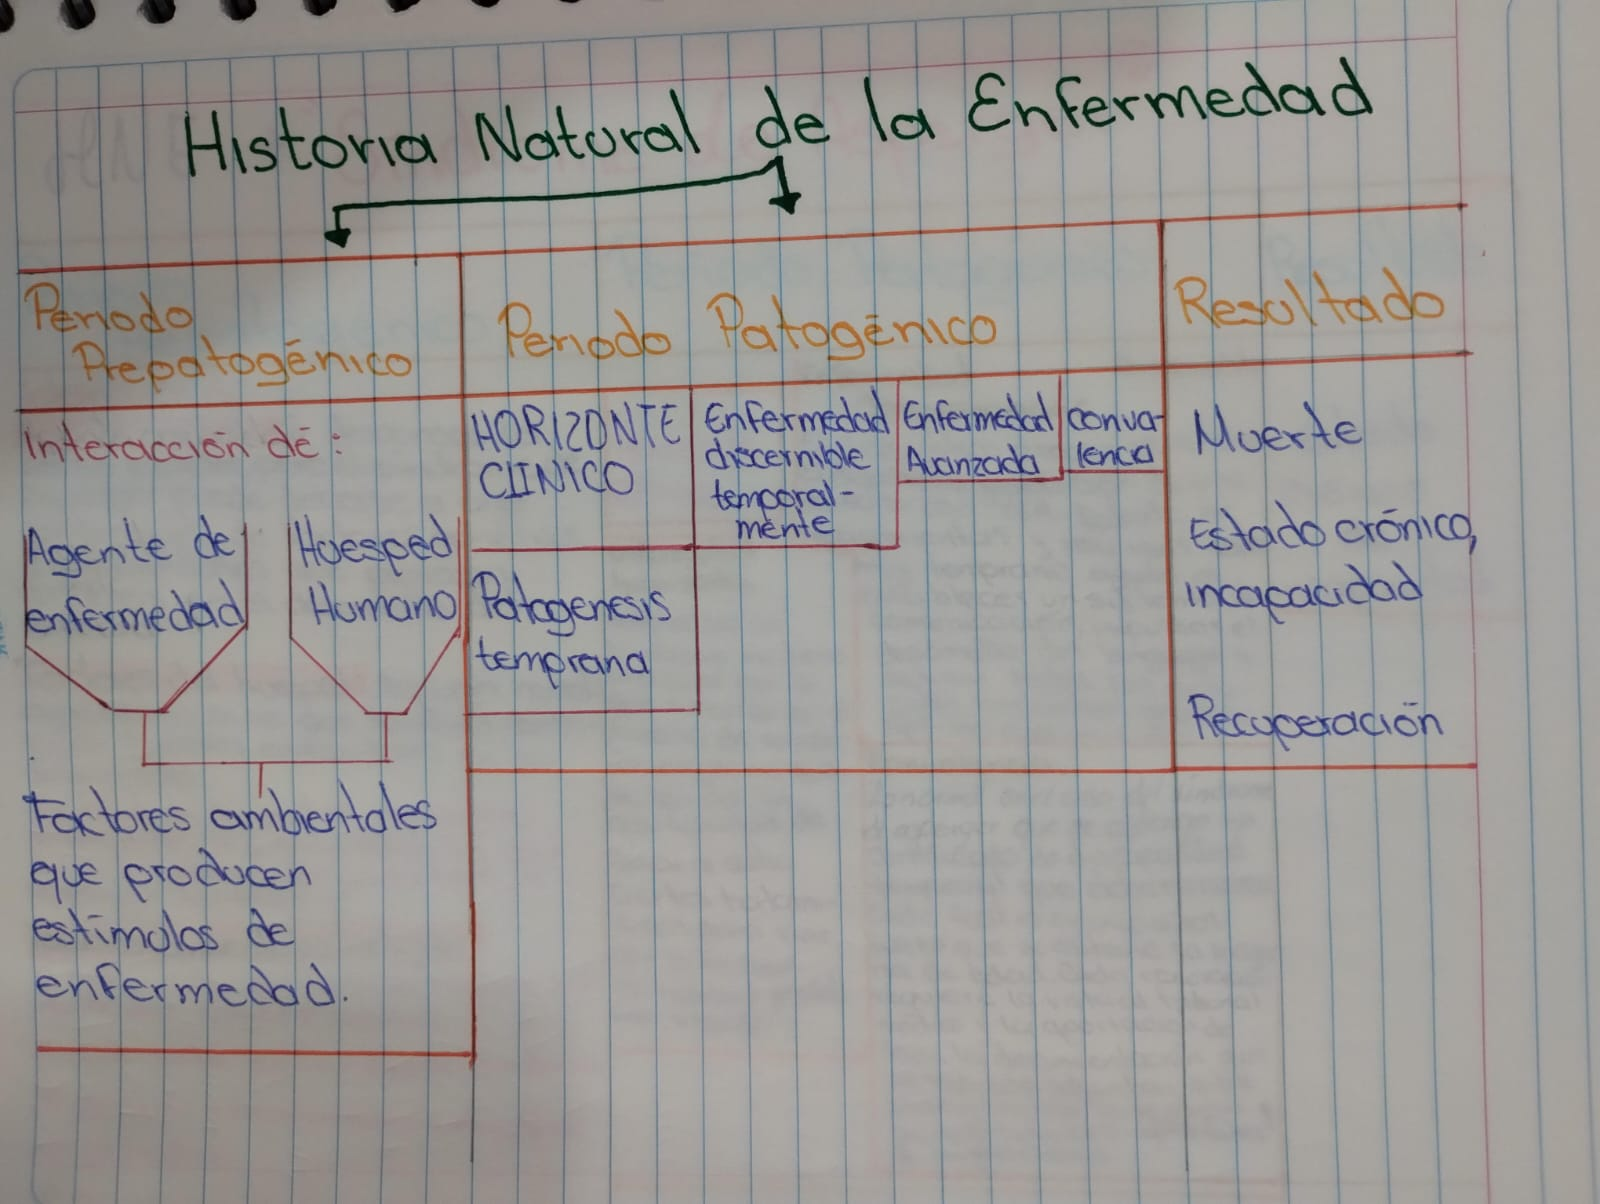 Historia Natural de la Enfermedad
Periodo
Prepatogénico
Periodo Patogénico
Resultado
Interacción de:
Agente de
enfermedad
Huesped
Humano
Factores ambientales
que producen
estímulos de
enfermedad.
HORIZONTE
CLINICO
Patogenesis
temprana
Enfermedad
discernible
temporal-
mente
Enfermedad
Avanzada
conva-
lencia
Muerte
Estado crónico,
incapacidad
Recuperación